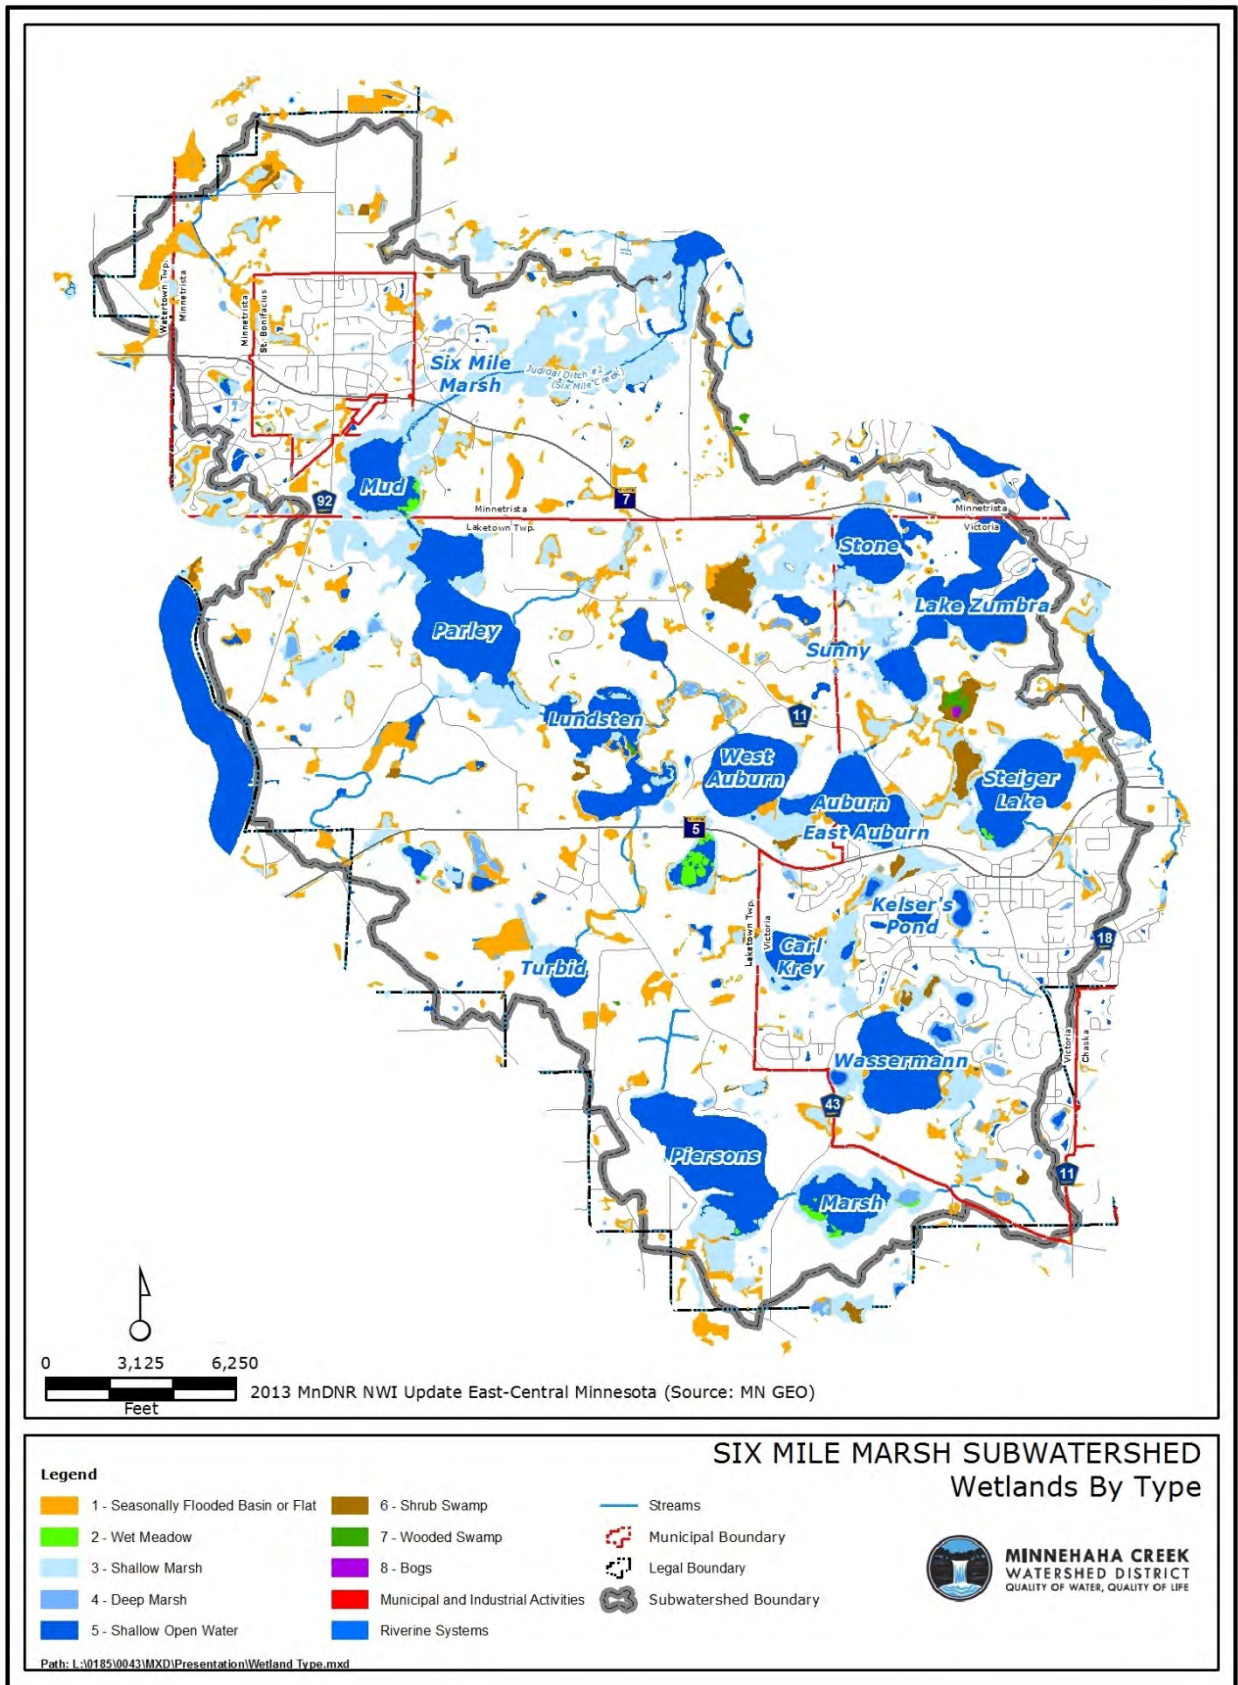 Watertown Twp.
Minnetrista
Minnetrista
St. Bonifacius
Six Mile
Marsh
Judicial Ditch #2
(Six Mile Creek)
Mud
92
7
Minnetrista
Laketown Twp.
Minnetrista
Victoria
Stone
Lake Zumbra
Parley
Sunny
Lundsten
11
West
Auburn
Steiger
Lake
Auburn
East Auburn
5
Kelser's
Pond
Laketown Twp.
Victoria
Carl
Krey
18
Turbid
Wassermann
Victoria
Chaska
43
Piersons
11
Marsh
0 3,125 6,250
Feet
2013 MnDNR NWI Update East-Central Minnesota (Source: MN GEO)
SIX MILE MARSH SUBWATERSHED
Wetlands By Type
Legend
1 - Seasonally Flooded Basin or Flat
2 - Wet Meadow
3 - Shallow Marsh
4 - Deep Marsh
5 - Shallow Open Water
6 - Shrub Swamp
7 - Wooded Swamp
8 - Bogs
Municipal and Industrial Activities
Riverine Systems
Streams
Municipal Boundary
Legal Boundary
Subwatershed Boundary
MINNEHAHA CREEK
WATERSHED DISTRICT
QUALITY OF WATER, QUALITY OF LIFE
Path: L:\0185\0043\MXD\Presentation\Wetland Type.mxd